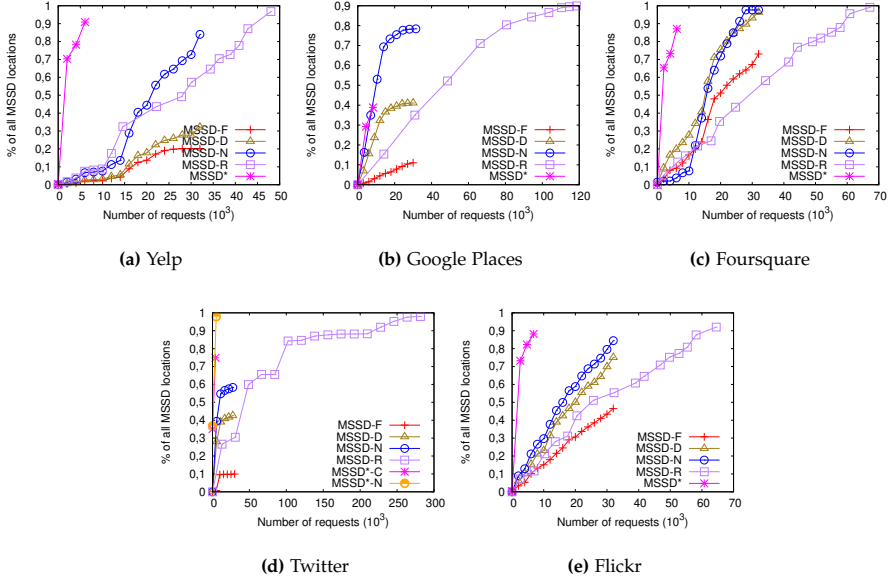 % of all MSSD locations
1
0,9
0,8
0,7
0,6
0,5
0,4
0,3
0,2
0,1
0
MSSD-F
MSSD-D
MSSD-N
MSSD-R
MSSD*
0 5 10 15 20 25 30 35 40 45 50
Number of requests (10³)
(a) Yelp
% of all MSSD locations
0,9
0,8
0,7
0,6
0,5
0,4
0,3
0,2
0,1
0
MSSD-F
MSSD-D
MSSD-N
MSSD-R
MSSD*
0 20 40 60 80 100 120
Number of requests (10³)
(b) Google Places
% of all MSSD locations
1
0,9
0,8
0,7
0,6
0,5
0,4
0,3
0,2
0,1
0
MSSD-F
MSSD-D
MSSD-N
MSSD-R
MSSD*
0 10 20 30 40 50 60 70
Number of requests (10³)
(c) Foursquare
% of all MSSD locations
1
0,9
0,8
0,7
0,6
0,5
0,4
0,3
0,2
0,1
0
MSSD-F
MSSD-D
MSSD-N
MSSD-R
MSSD*-C
MSSD*-N
0 50 100 150 200 250 300
Number of requests (10³)
(d) Twitter
% of all MSSD locations
1
0,9
0,8
0,7
0,6
0,5
0,4
0,3
0,2
0,1
0
MSSD-F
MSSD-D
MSSD-N
MSSD-R
MSSD*
0 10 20 30 40 50 60 70
Number of requests (10³)
(e) Flickr